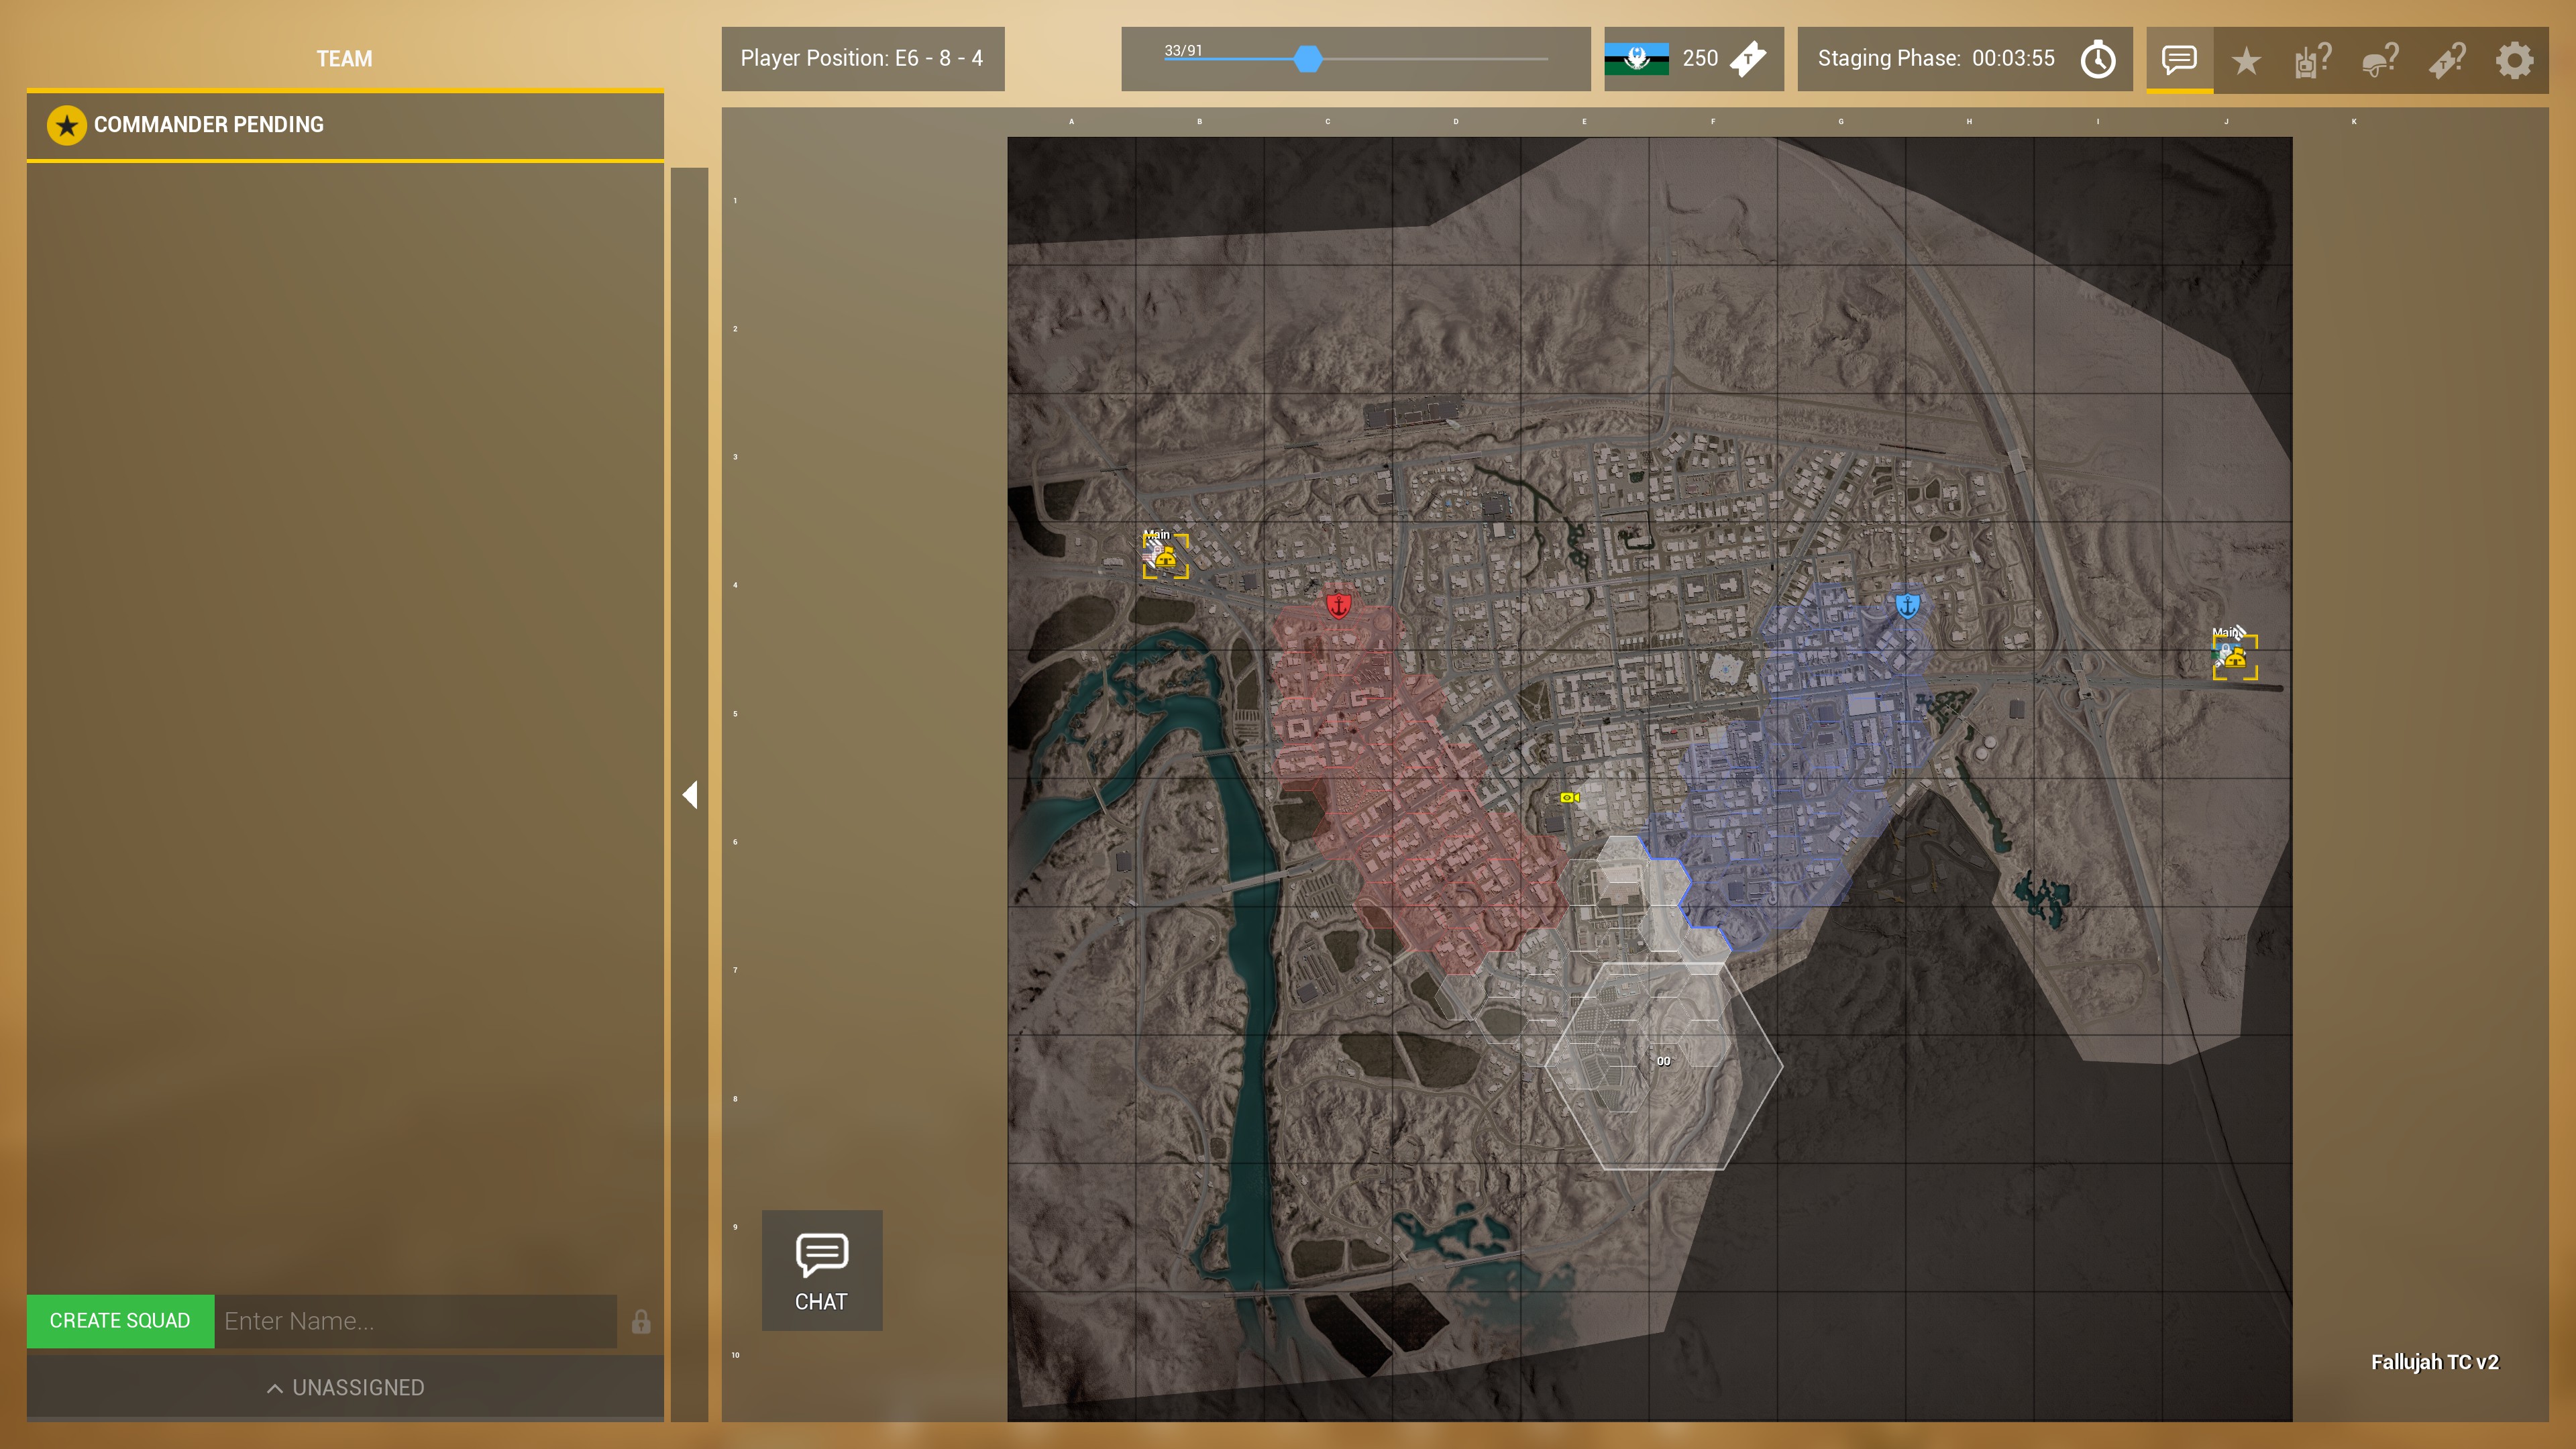 TEAM
Player Position: E6 - 8 - 4
33/91
250
Staging Phase: 00:03:55
COMMANDER PENDING
A B C D E F G H I J K
1
2
3
4
5
6
7
8
9
10
Main
Main
00
CHAT
CREATE SQUAD
Enter Name...
UNASSIGNED
Fallujah TC v2